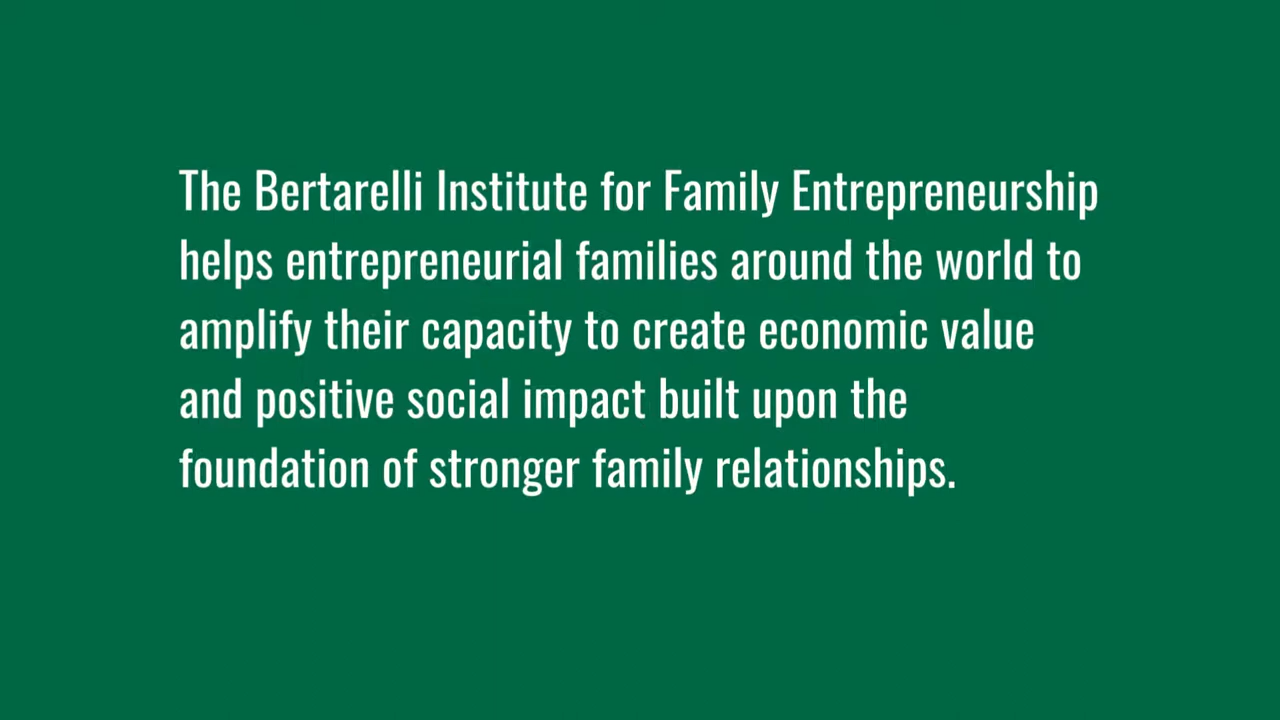 The Bertarelli Institute for Family Entrepreneurship
helps entrepreneurial families around the world to
amplify their capacity to create economic value
and positive social impact built upon the
foundation of stronger family relationships.